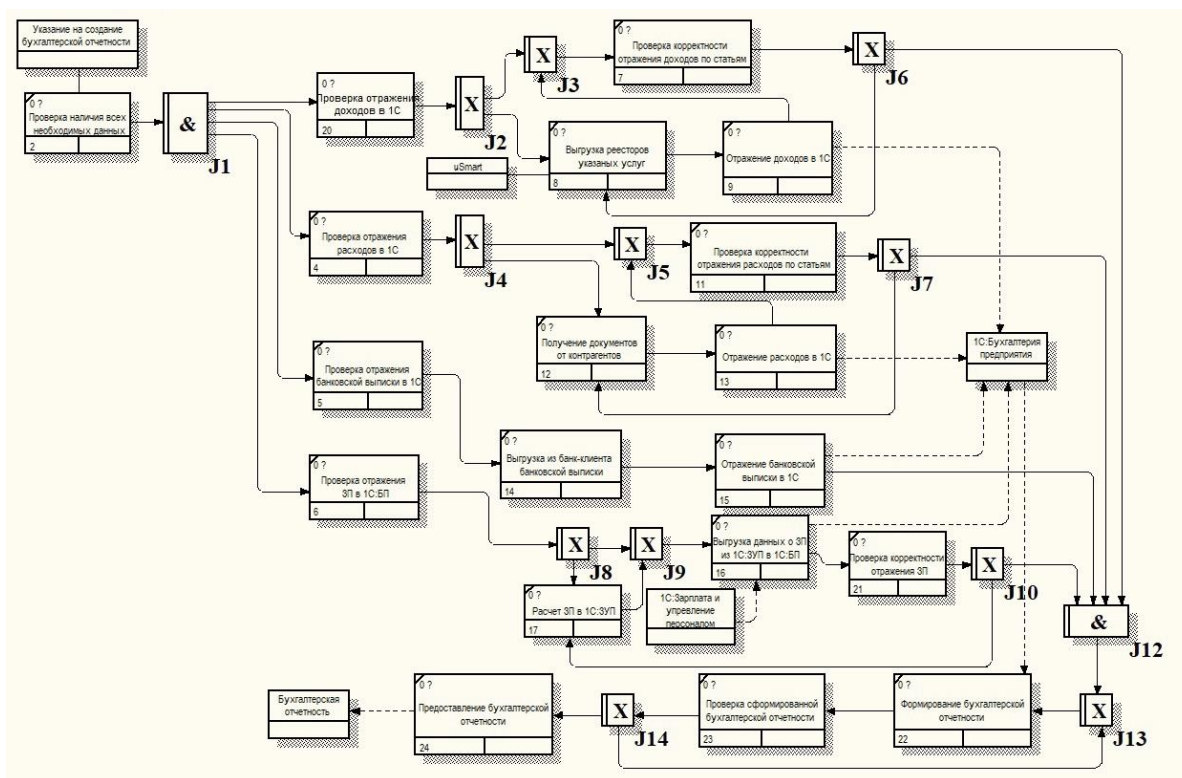 Указание на создание
бухгалтерской отчетности
0 ?
Проверка наличия всех
необходимых данных
2
&
J1
0 ?
Проверка отражения
доходов в 1С
20
X
J2
X
J3
0 ?
Проверка корректности
отражения доходов по статьям
7
X
J6
uSmart
0 ?
Выгрузка реесторов
указаных услуг
8
0 ?
Отражение доходов в 1С
9
0 ?
Проверка отражения
расходов в 1С
4
X
J4
X
J5
0 ?
Проверка корректности
отражения расходов по статьям
11
X
J7
0 ?
Получение документов
от контрагентов
12
0 ?
Отражение расходов в 1С
13
1С:Бухгалтерия
предприятия
0 ?
Проверка отражения
банковской выписки в 1С
5
0 ?
Выгрузка из банк-клиента
банковской выписки
14
0 ?
Отражение банковской
выписки в 1С
15
0 ?
Проверка отражения
ЗП в 1С:БП
6
X
J8
X
J9
0 ?
Выгрузка данных о ЗП
из 1С:ЗУП в 1С:БП
16
0 ?
Проверка корректности
отражения ЗП
21
X
J10
0 ?
Расчет ЗП в 1С:ЗУП
17
1С:Зарплата и
упревление
персоналом
&
J12
Бухгалтерская
отчетность
0 ?
Предоставление бухгалтерской
отчетности
24
X
J14
0 ?
Проверка сформированной
бухгалтерской отчетности
23
0 ?
Формирование бухгалтерской
отчетности
22
X
J13